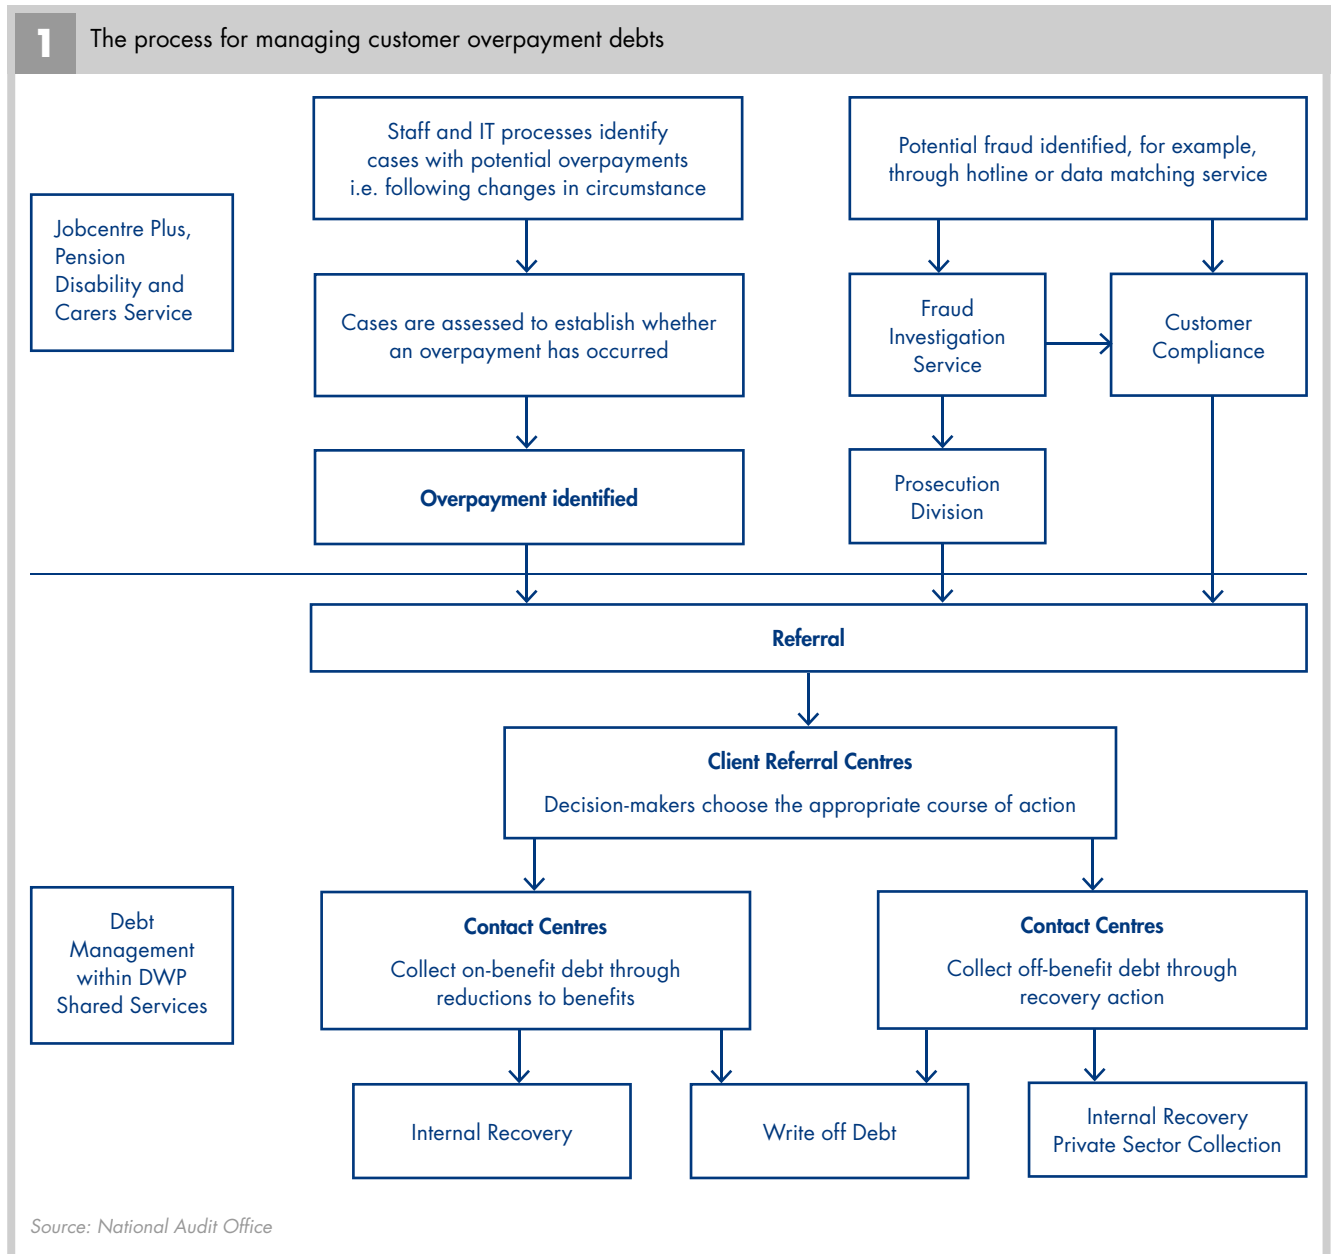 1
The process for managing customer overpayment debts
Staff and IT processes identify
cases with potential overpayments
i.e. following changes in circumstance
Potential fraud identified, for example,
through hotline or data matching service
Jobcentre Plus,
Pension
Disability and
Carers Service
Cases are assessed to establish whether
an overpayment has occurred
Fraud
Investigation
Service
Customer
Compliance
Overpayment identified
Prosecution
Division
Referral
Client Referral Centres
Decision-makers choose the appropriate course of action
Debt
Management
within DWP
Shared Services
Contact Centres
Collect on-benefit debt through
reductions to benefits
Contact Centres
Collect off-benefit debt through
recovery action
Internal Recovery
Write off Debt
Internal Recovery
Private Sector Collection
Source: National Audit Office